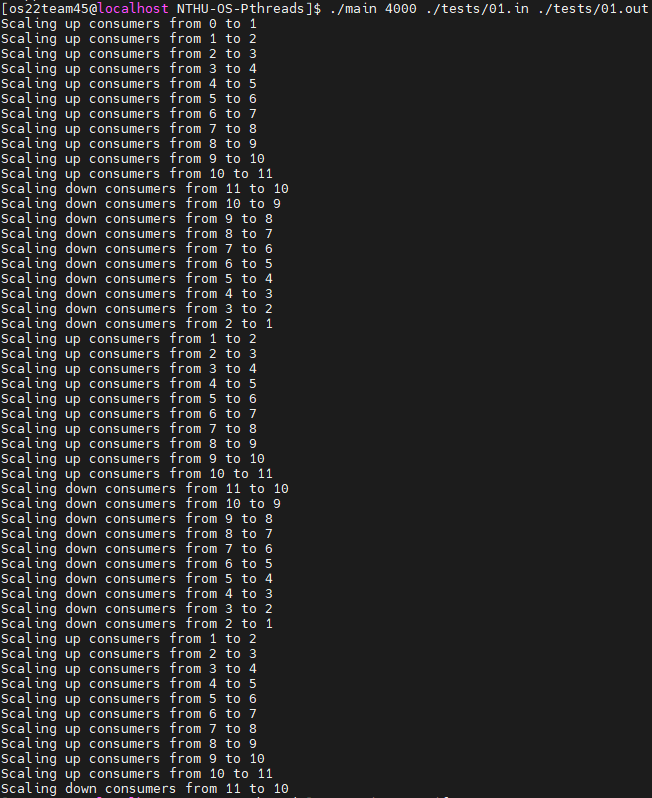 [os22team45@localhost NTHU-OS-Pthreads]$ ./main 4000 ./tests/01.in ./tests/01.out
Scaling up consumers from 0 to 1
Scaling up consumers from 1 to 2
Scaling up consumers from 2 to 3
Scaling up consumers from 3 to 4
Scaling up consumers from 4 to 5
Scaling up consumers from 5 to 6
Scaling up consumers from 6 to 7
Scaling up consumers from 7 to 8
Scaling up consumers from 8 to 9
Scaling up consumers from 9 to 10
Scaling up consumers from 10 to 11
Scaling down consumers from 11 to 10
Scaling down consumers from 10 to 9
Scaling down consumers from 9 to 8
Scaling down consumers from 8 to 7
Scaling down consumers from 7 to 6
Scaling down consumers from 6 to 5
Scaling down consumers from 5 to 4
Scaling down consumers from 4 to 3
Scaling down consumers from 3 to 2
Scaling down consumers from 2 to 1
Scaling up consumers from 1 to 2
Scaling up consumers from 2 to 3
Scaling up consumers from 3 to 4
Scaling up consumers from 4 to 5
Scaling up consumers from 5 to 6
Scaling up consumers from 6 to 7
Scaling up consumers from 7 to 8
Scaling up consumers from 8 to 9
Scaling up consumers from 9 to 10
Scaling up consumers from 10 to 11
Scaling down consumers from 11 to 10
Scaling down consumers from 10 to 9
Scaling down consumers from 9 to 8
Scaling down consumers from 8 to 7
Scaling down consumers from 7 to 6
Scaling down consumers from 6 to 5
Scaling down consumers from 5 to 4
Scaling down consumers from 4 to 3
Scaling down consumers from 3 to 2
Scaling down consumers from 2 to 1
Scaling up consumers from 1 to 2
Scaling up consumers from 2 to 3
Scaling up consumers from 3 to 4
Scaling up consumers from 4 to 5
Scaling up consumers from 5 to 6
Scaling up consumers from 6 to 7
Scaling up consumers from 7 to 8
Scaling up consumers from 8 to 9
Scaling up consumers from 9 to 10
Scaling up consumers from 10 to 11
Scaling down consumers from 11 to 10